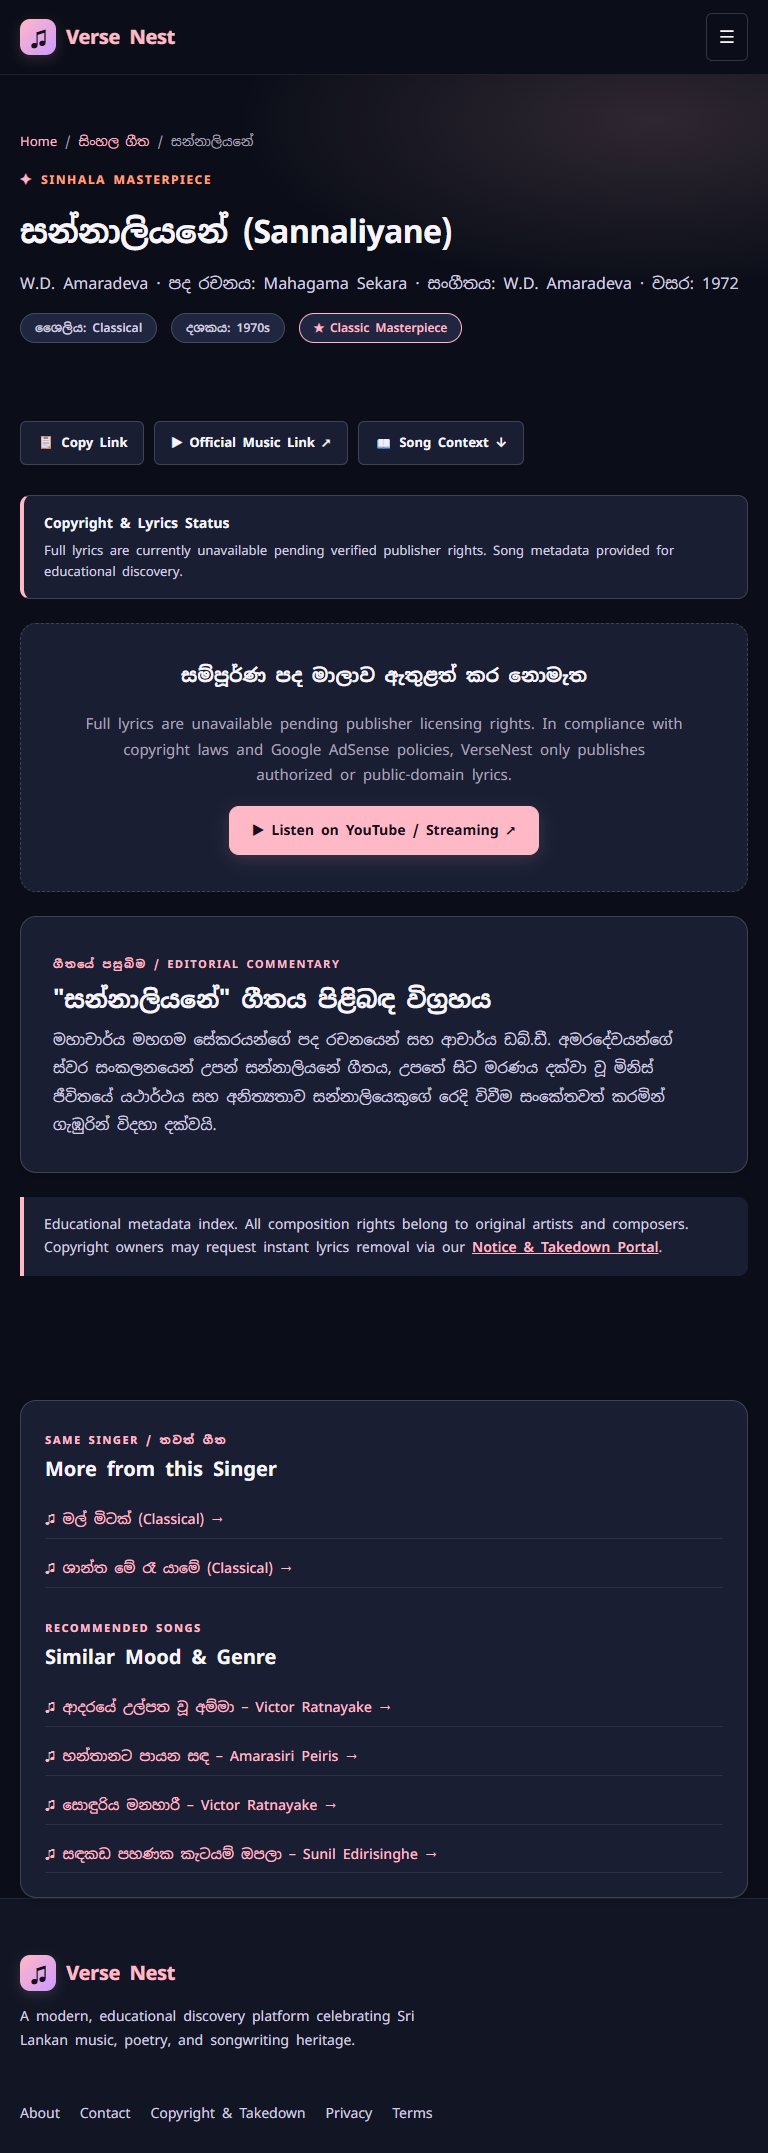 Verse Nest
☰
Home / සිංහල ගීත / සන්නාලියනේ
✦ SINHALA MASTERPIECE
සන්නාලියනේ (Sannaliyane)
W.D. Amaradeva · පද රචනය: Mahagama Sekara · සංගීතය: W.D. Amaradeva · වසර: 1972
ශෛලිය: Classical
දශකය: 1970s
★ Classic Masterpiece
📋 Copy Link
▶ Official Music Link ↗
📖 Song Context ↓
Copyright & Lyrics Status
Full lyrics are currently unavailable pending verified publisher rights. Song metadata provided for
educational discovery.
සම්පූර්ණ පද මාලාව ඇතුළත් කර නොමැත
Full lyrics are unavailable pending publisher licensing rights. In compliance with
copyright laws and Google AdSense policies, VerseNest only publishes
authorized or public-domain lyrics.
▶ Listen on YouTube / Streaming ↗
ගීතයේ පසුබිම / EDITORIAL COMMENTARY
"සන්නාලියනේ" ගීතය පිළිබඳ විග්‍රහය
මහාචාර්ය මහගම සේකරයන්ගේ පද රචනයෙන් සහ ආචාර්ය ඩබ්.ඩී. අමරදේවයන්ගේ
ස්වර සංකලනයෙන් උපන් සන්නාලියනේ ගීතය, උපතේ සිට මරණය දක්වා වූ මිනිස්
ජීවිතයේ යථාර්ථය සහ අනිත්‍යතාව සන්නාලියෙකුගේ රෙදි විවීම සංකේතවත් කරමින්
ගැඹුරින් විදහා දක්වයි.
Educational metadata index. All composition rights belong to original artists and composers.
Copyright owners may request instant lyrics removal via our Notice & Takedown Portal.
SAME SINGER / තවත් ගීත
More from this Singer
♫ මල් මිටක් (Classical) →
♫ ශාන්ත මේ රෑ යාමේ (Classical) →
RECOMMENDED SONGS
Similar Mood & Genre
♫ ආදරයේ උල්පත වූ අම්මා – Victor Ratnayake →
♫ හන්තානට පායන සඳ – Amarasiri Peiris →
♫ සොඳුරිය මනහාරී – Victor Ratnayake →
♫ සඳකඩ පහණක කැටයම් ඔපලා – Sunil Edirisinghe →
Verse Nest
A modern, educational discovery platform celebrating Sri
Lankan music, poetry, and songwriting heritage.
About Contact Copyright & Takedown Privacy Terms